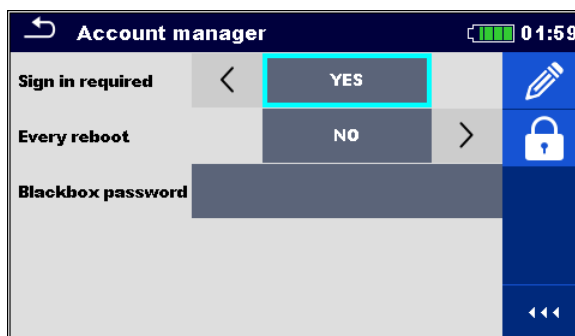 Account manager 01:59
Sign in required YES
Every reboot NO
Blackbox password